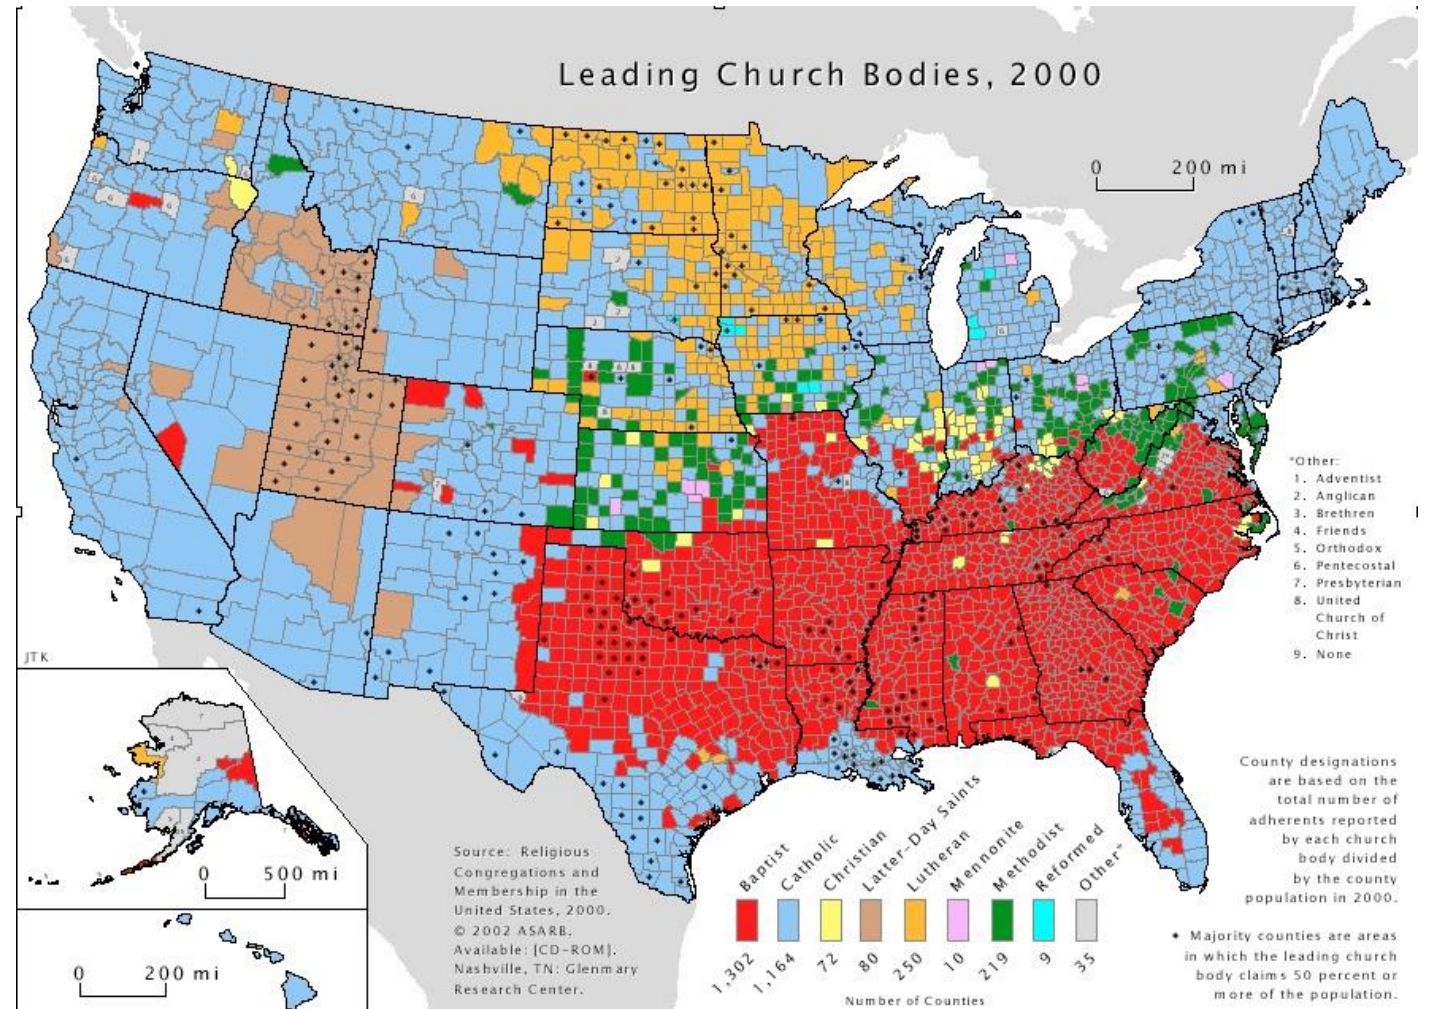 Leading Church Bodies, 2000
0 200 mi
*Other:
1. Adventist
2. Anglican
3. Brethren
4. Friends
5. Orthodox
6. Pentecostal
7. Presbyterian
8. United
Church of
Christ
9. None
JTK
County designations
are based on the
total number of
adherents reported
by each church
body divided
by the county
population in 2000.
Majority counties are areas
in which the leading church
body claims 50 percent or
more of the population.
0 500 mi
0 200 mi
Source: Religious
Congregations and
Membership in the
United States, 2000.
© 2002 ASARB.
Available: [CD-ROM].
Nashville, TN: Glenmary
Research Center.
Baptist
Catholic
Christian
Latter-Day Saints
Lutheran
Mennonite
Methodist
Reformed
Other*
1,302
1,164
72
80
250
10
219
9
35
Number of Counties